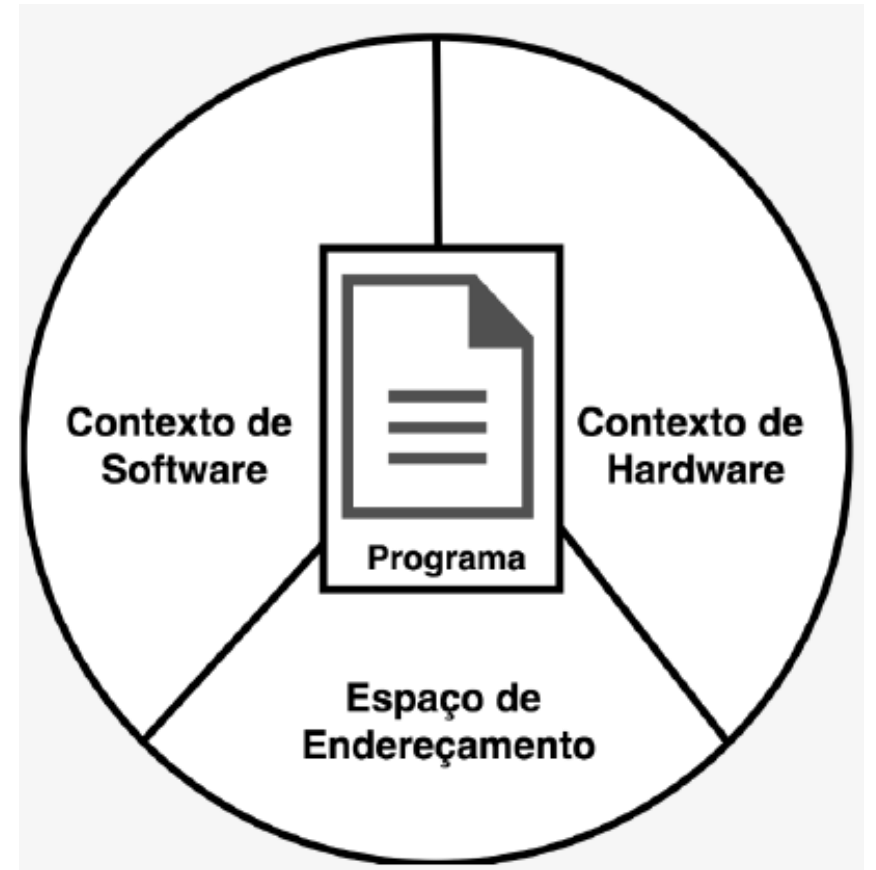 Contexto de
Software
Contexto de
Hardware
Programa
Espaço de
Endereçamento